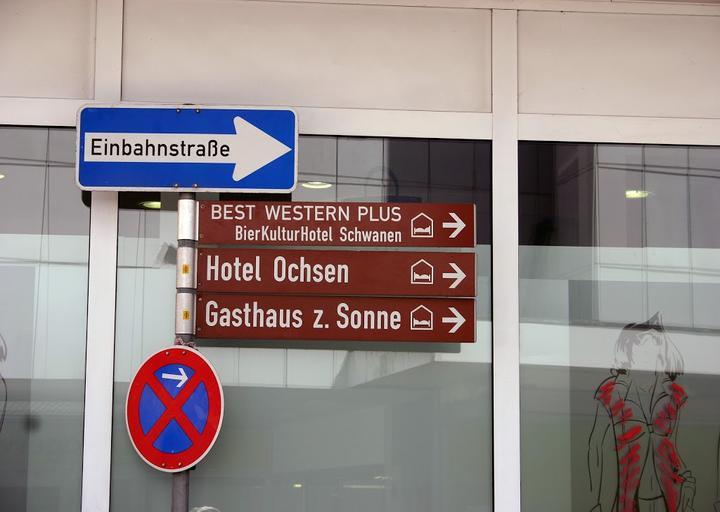 Einbahnstraße
BEST WESTERN PLUS
BierKulturHotel Schwanen
Hotel Ochsen
Gasthaus z. Sonne